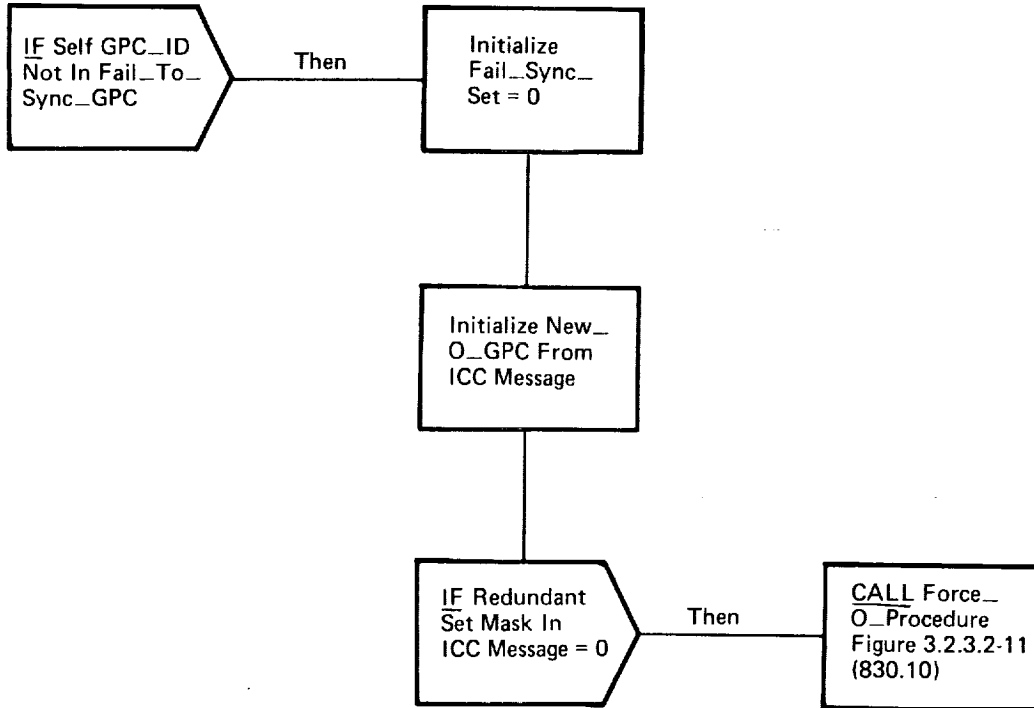 IF Self GPC_ID
Not In Fail_To_
Sync_GPC
Then
Initialize
Fail_Sync_
Set = 0
Initialize New_
O_GPC From
ICC Message
IF Redundant
Set Mask In
ICC Message = 0
Then
CALL Force_
O_Procedure
Figure 3.2.3.2-11
(830.10)